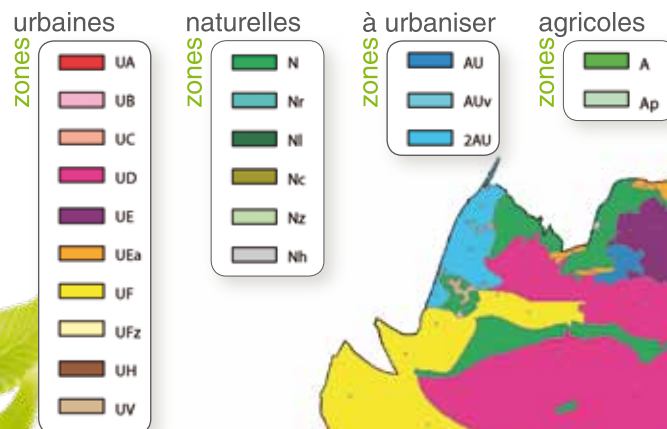 zones urbaines
UA
UB
UC
UD
UE
UEa
UF
UFz
UH
UV
zones naturelles
N
Nr
Nl
Nc
Nz
Nh
zones à urbaniser
AU
AUv
2AU
zones agricoles
A
Ap